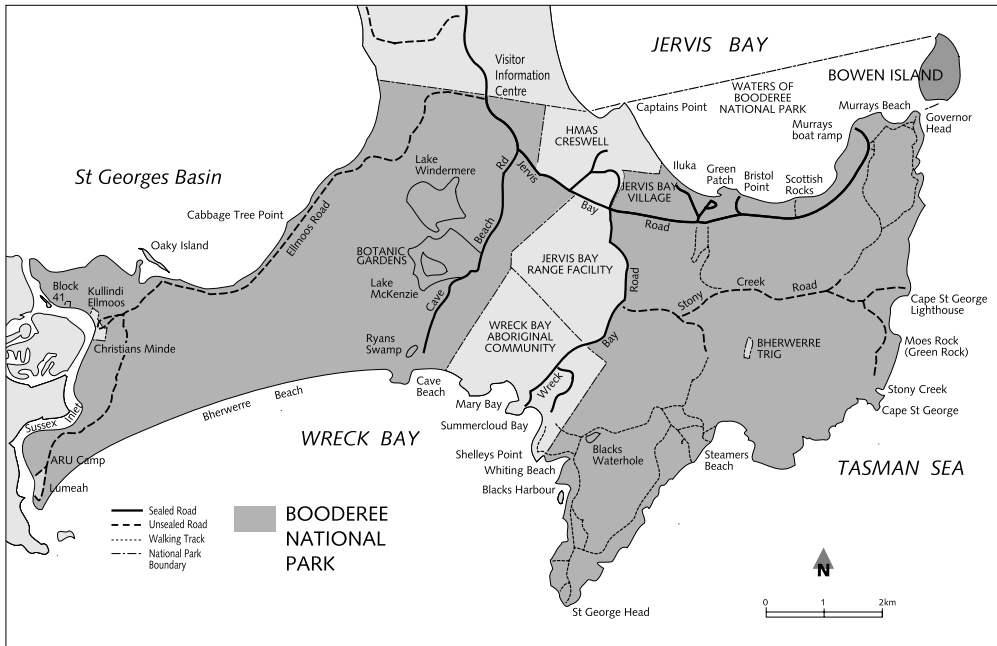 JERVIS BAY
BOWEN ISLAND
Visitor
Information
Centre
WATERS OF
BOODEREE
NATIONAL PARK
Captains Point
Murrays Beach
Governor
Head
Murrays
boat ramp
HMAS
CRESWELL
Lake
Windermere
Jervis
Bay
Road
Iluka
Green
Patch
Bristol
Point
Scottish
Rocks
St Georges Basin
JERVIS BAY
VILLAGE
Cabbage Tree Point
Ellmoos Road
Cave
Beach
Rd
Oaky Island
BOTANIC
GARDENS
JERVIS BAY
RANGE FACILITY
Block
41
Kullindi
Ellmoos
Lake
McKenzie
Stony
Creek
Road
Cape St George
Lighthouse
Wreck
Bay
Road
WRECK BAY
ABORIGINAL
COMMUNITY
Ryans
Swamp
BHERWERRE
TRIG
Moes Rock
(Green Rock)
Christians Minde
Cave
Beach
Stony Creek
Bherwerre Beach
Mary Bay
Cape St George
Sussex Inlet
WRECK BAY
Summercloud Bay
Shelleys Point
Blacks
Waterhole
Steamers
Beach
ARU Camp
Whiting Beach
TASMAN SEA
Lumeah
Blacks Harbour
Sealed Road
Unsealed Road
Walking Track
National Park
Boundary
BOODEREE
NATIONAL
PARK
N
St George Head
0 1 2km